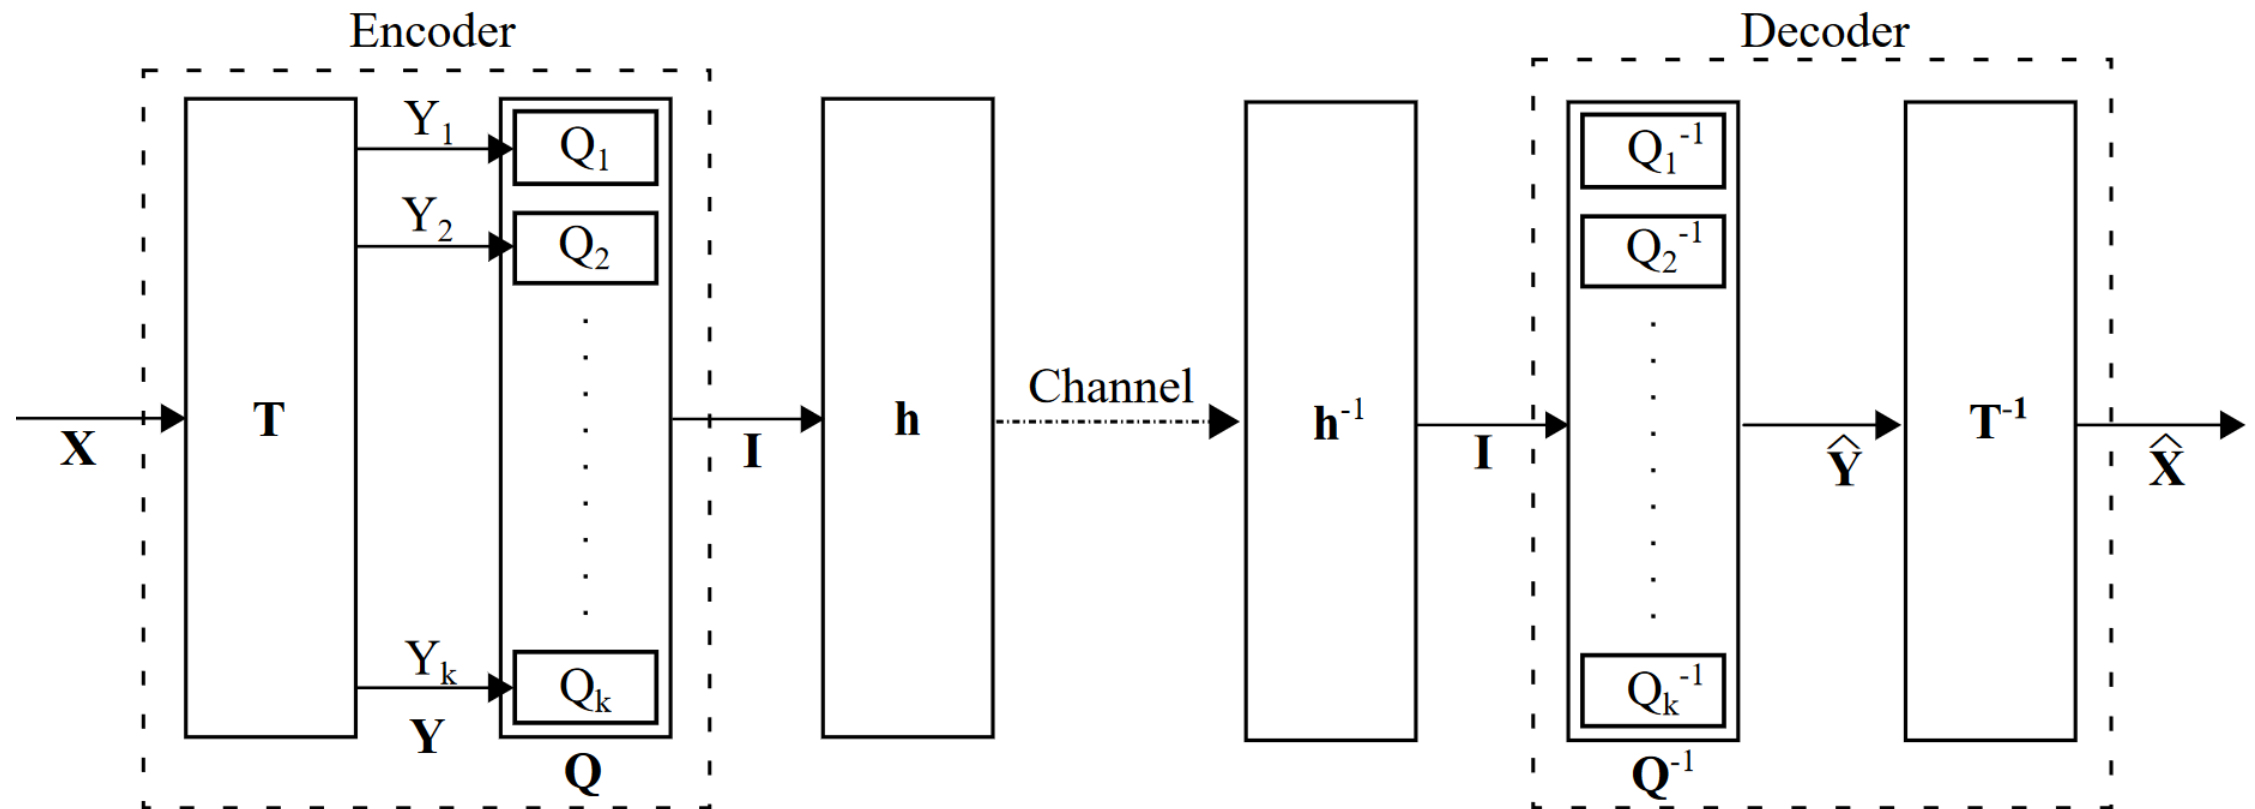 Encoder
Decoder
Y1
Q1
Q1^-1
Y2
Q2
Q2^-1
Channel
X
T
I
h
h^-1
I
Ŷ
T^-1
X̂
Yk
Qk
Qk^-1
Y
Q
Q^-1